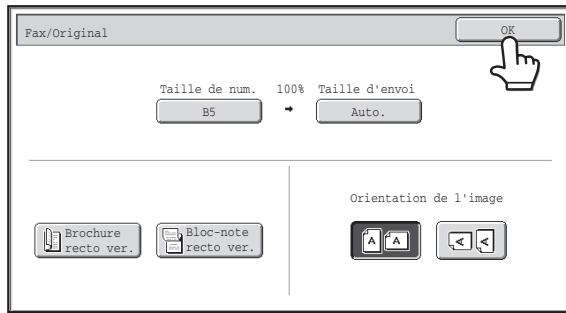 Fax/Original
OK
Taille de num. 100% Taille d'envoi
B5 → Auto.
Orientation de l'image
Brochure
recto ver.
Bloc-note
recto ver.
A A
A A